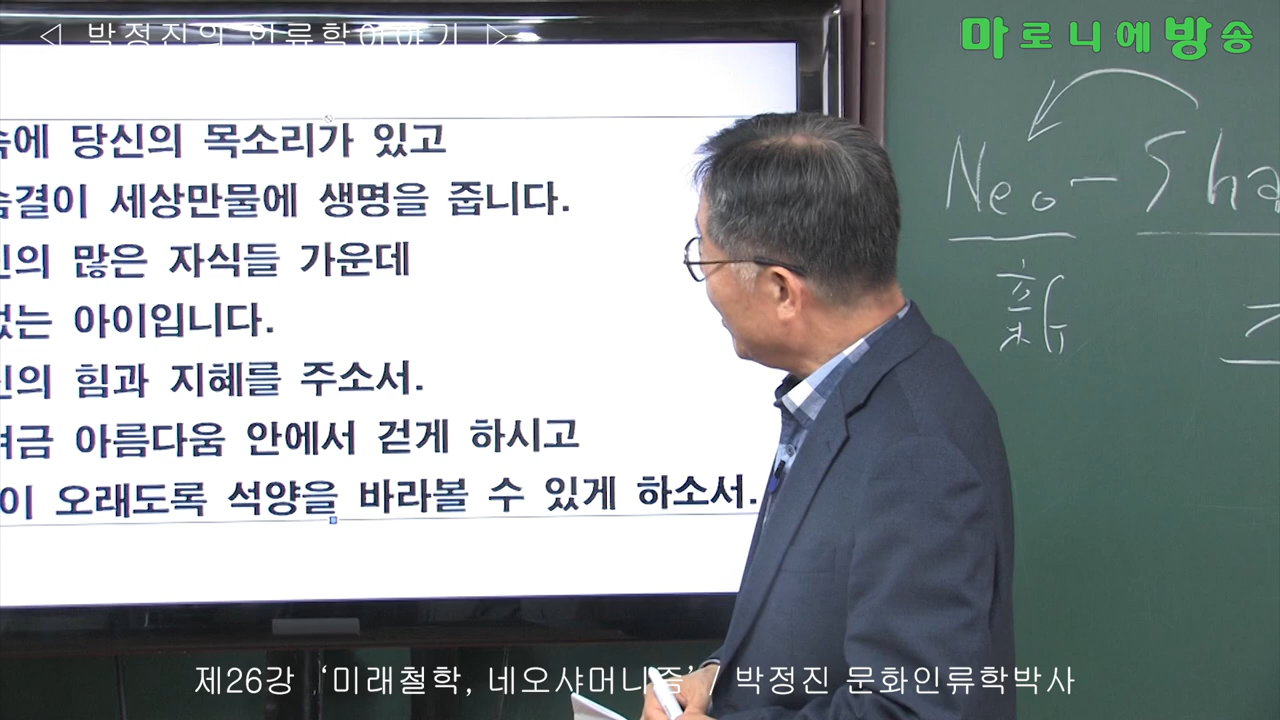 ◁ 박정진의 인류학이야기 ▷
마로니에방송
속에 당신의 목소리가 있고
숨결이 세상만물에 생명을 줍니다.
의 많은 자식들 가운데
없는 아이입니다.
신의 힘과 지혜를 주소서.
여금 아름다움 안에서 걷게 하시고
이 오래도록 석양을 바라볼 수 있게 하소서.
Neo-Sha
新
제26강 '미래철학, 네오샤머니즘' / 박정진 문화인류학박사